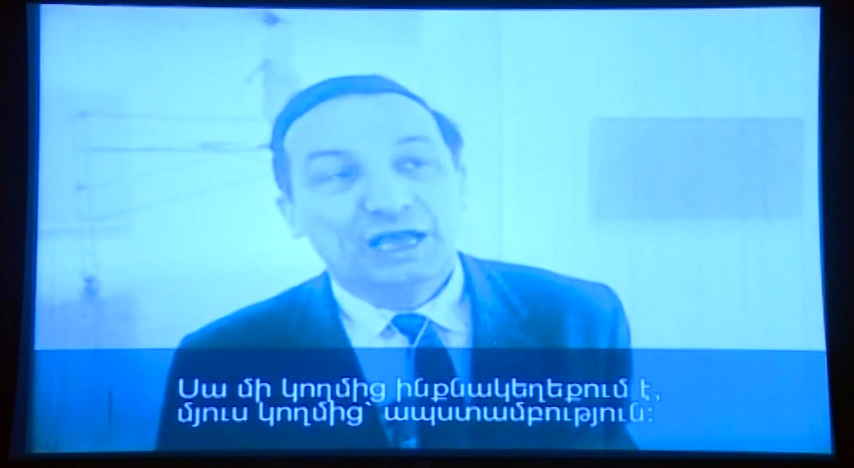 Սա մի կողմից ինքնակեղեքում է,
մյուս կողմից՝ ապստամբություն։